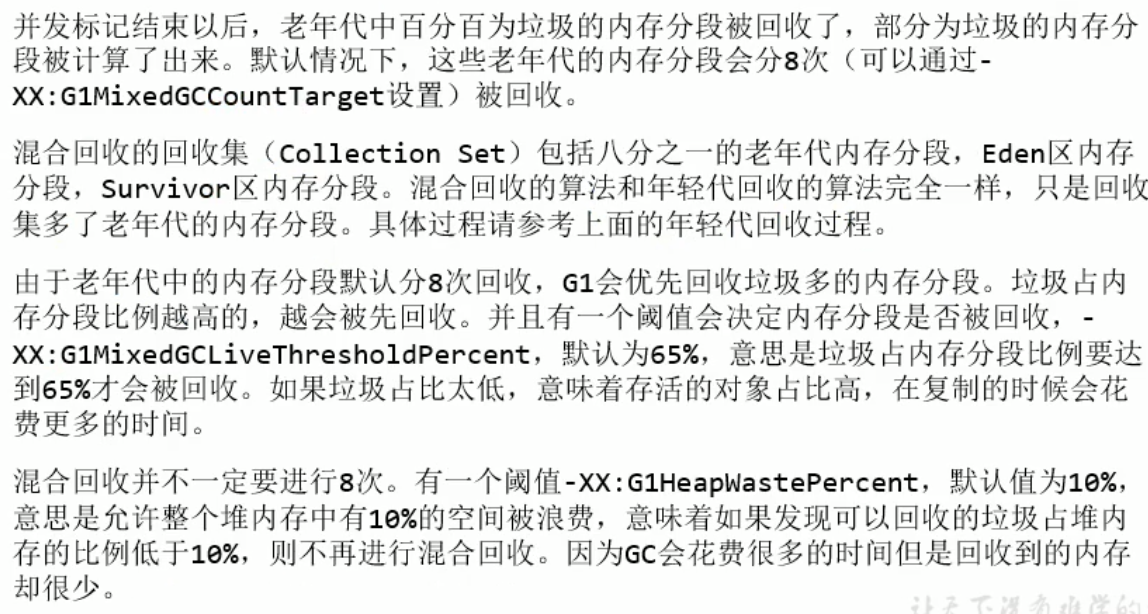 并发标记结束以后，老年代中百分百为垃圾的内存分段被回收了，部分为垃圾的内存分
段被计算了出来。默认情况下，这些老年代的内存分段会分8次（可以通过-
XX:G1MixedGCCountTarget设置）被回收。
混合回收的回收集（Collection Set）包括八分之一的老年代内存分段，Eden区内存
分段，Survivor区内存分段。混合回收的算法和年轻代回收的算法完全一样，只是回收
集多了老年代的内存分段。具体过程请参考上面的年轻代回收过程。
由于老年代中的内存分段默认分8次回收，G1会优先回收垃圾多的内存分段。垃圾占内
存分段比例越高的，越会被先回收。并且有一个阈值会决定内存分段是否被回收，-
XX:G1MixedGCLiveThresholdPercent，默认为65%，意思是垃圾占内存分段比例要达
到65%才会被回收。如果垃圾占比太低，意味着存活的对象占比高，在复制的时候会花
费更多的时间。
混合回收并不一定要进行8次。有一个阈值-XX:G1HeapWastePercent，默认值为10%，
意思是允许整个堆内存中有10%的空间被浪费，意味着如果发现可以回收的垃圾占堆内
存的比例低于10%，则不再进行混合回收。因为GC会花费很多的时间但是回收到的内存
却很少。